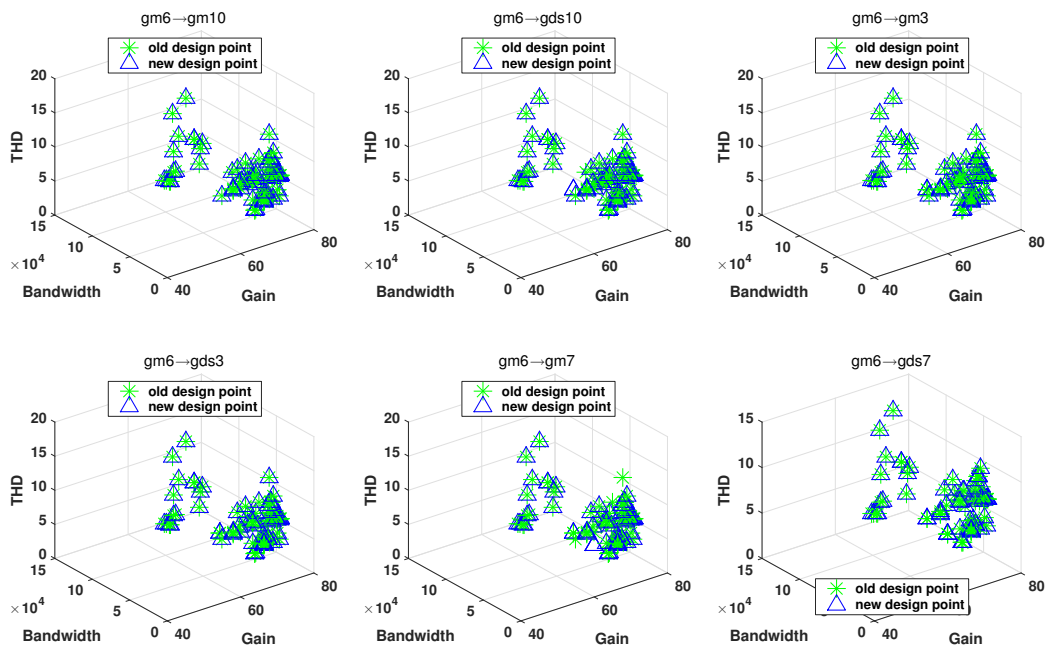 gm6→gm10
old design point
new design point
20
15
10
5
0
THD
15
10
5
0
×10^4
Bandwidth
40
60
80
Gain
gm6→gds10
old design point
new design point
20
15
10
5
0
THD
15
10
5
0
×10^4
Bandwidth
40
60
80
Gain
gm6→gm3
old design point
new design point
20
15
10
5
0
THD
15
10
5
0
×10^4
Bandwidth
40
60
80
Gain
gm6→gds3
old design point
new design point
20
15
10
5
0
THD
15
10
5
0
×10^4
Bandwidth
40
60
80
Gain
gm6→gm7
old design point
new design point
20
15
10
5
0
THD
15
10
5
0
×10^4
Bandwidth
40
60
80
Gain
gm6→gds7
15
10
5
0
THD
old design point
new design point
15
10
5
0
×10^4
Bandwidth
40
60
80
Gain